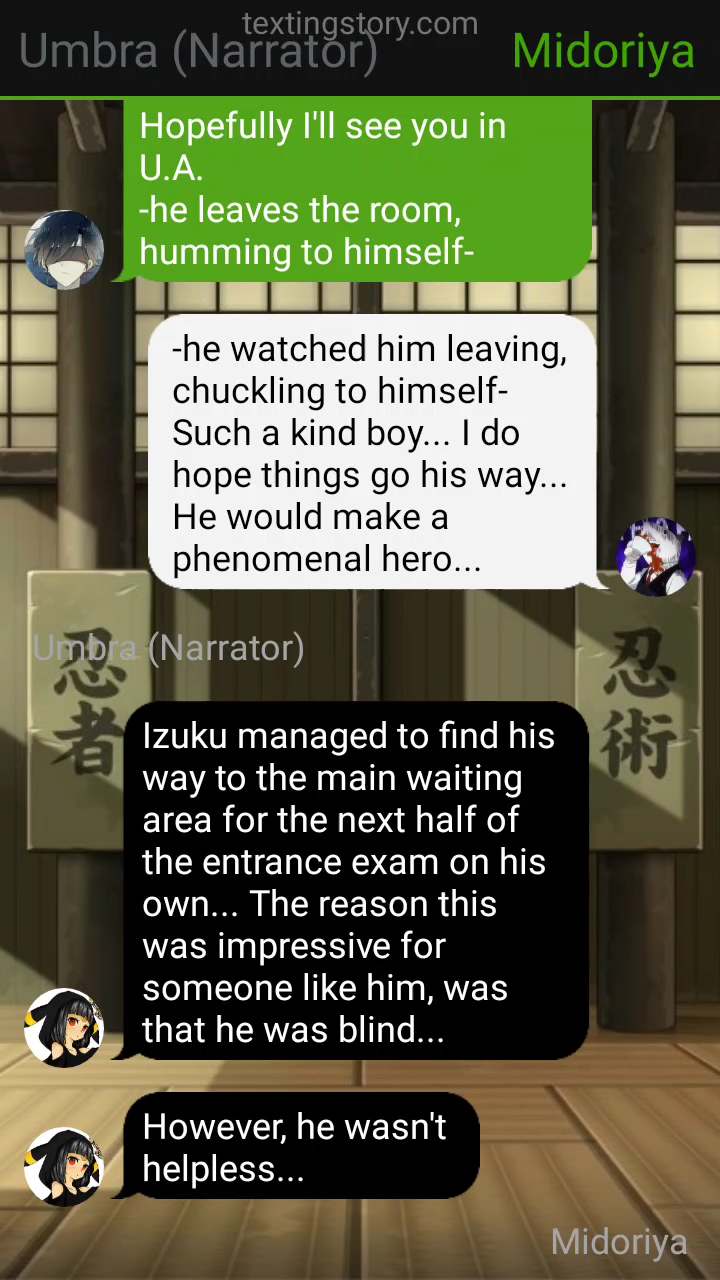 textingstory.com
Umbra (Narrator)
Midoriya
Hopefully I'll see you in
U.A.
-he leaves the room,
humming to himself-
-he watched him leaving,
chuckling to himself-
Such a kind boy... I do
hope things go his way...
He would make a
phenomenal hero...
忍者
忍術
Umbra (Narrator)
Izuku managed to find his
way to the main waiting
area for the next half of
the entrance exam on his
own... The reason this
was impressive for
someone like him, was
that he was blind...
However, he wasn't
helpless...
Midoriya